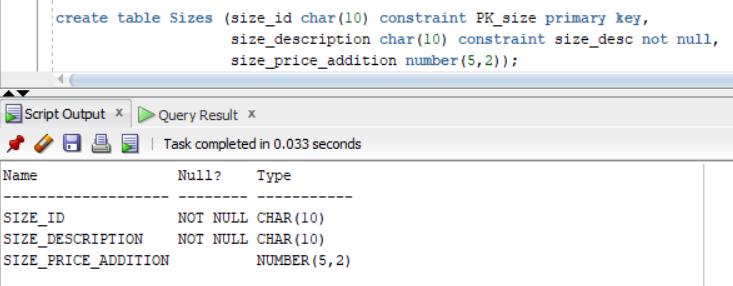 create table Sizes (size_id char(10) constraint PK_size primary key,
size_description char(10) constraint size_desc not null,
size_price_addition number(5,2));
Script Output x Query Result x
Task completed in 0.033 seconds
Name Null? Type
------------------- -------- -----------
SIZE_ID NOT NULL CHAR(10)
SIZE_DESCRIPTION NOT NULL CHAR(10)
SIZE_PRICE_ADDITION NUMBER(5,2)